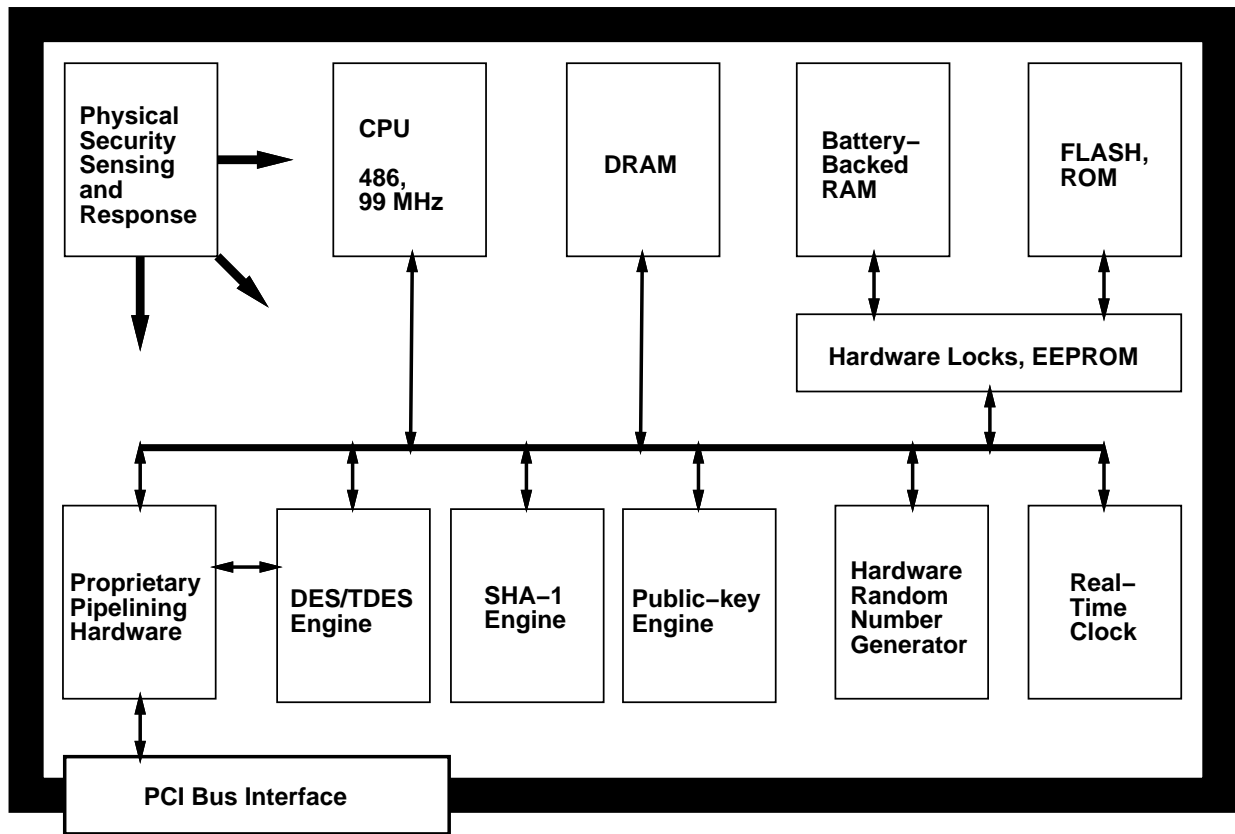 Physical
Security
Sensing
and
Response
CPU
486,
99 MHz
DRAM
Battery–
Backed
RAM
FLASH,
ROM
Hardware Locks, EEPROM
Proprietary
Pipelining
Hardware
DES/TDES
Engine
SHA–1
Engine
Public–key
Engine
Hardware
Random
Number
Generator
Real–
Time
Clock
PCI Bus Interface